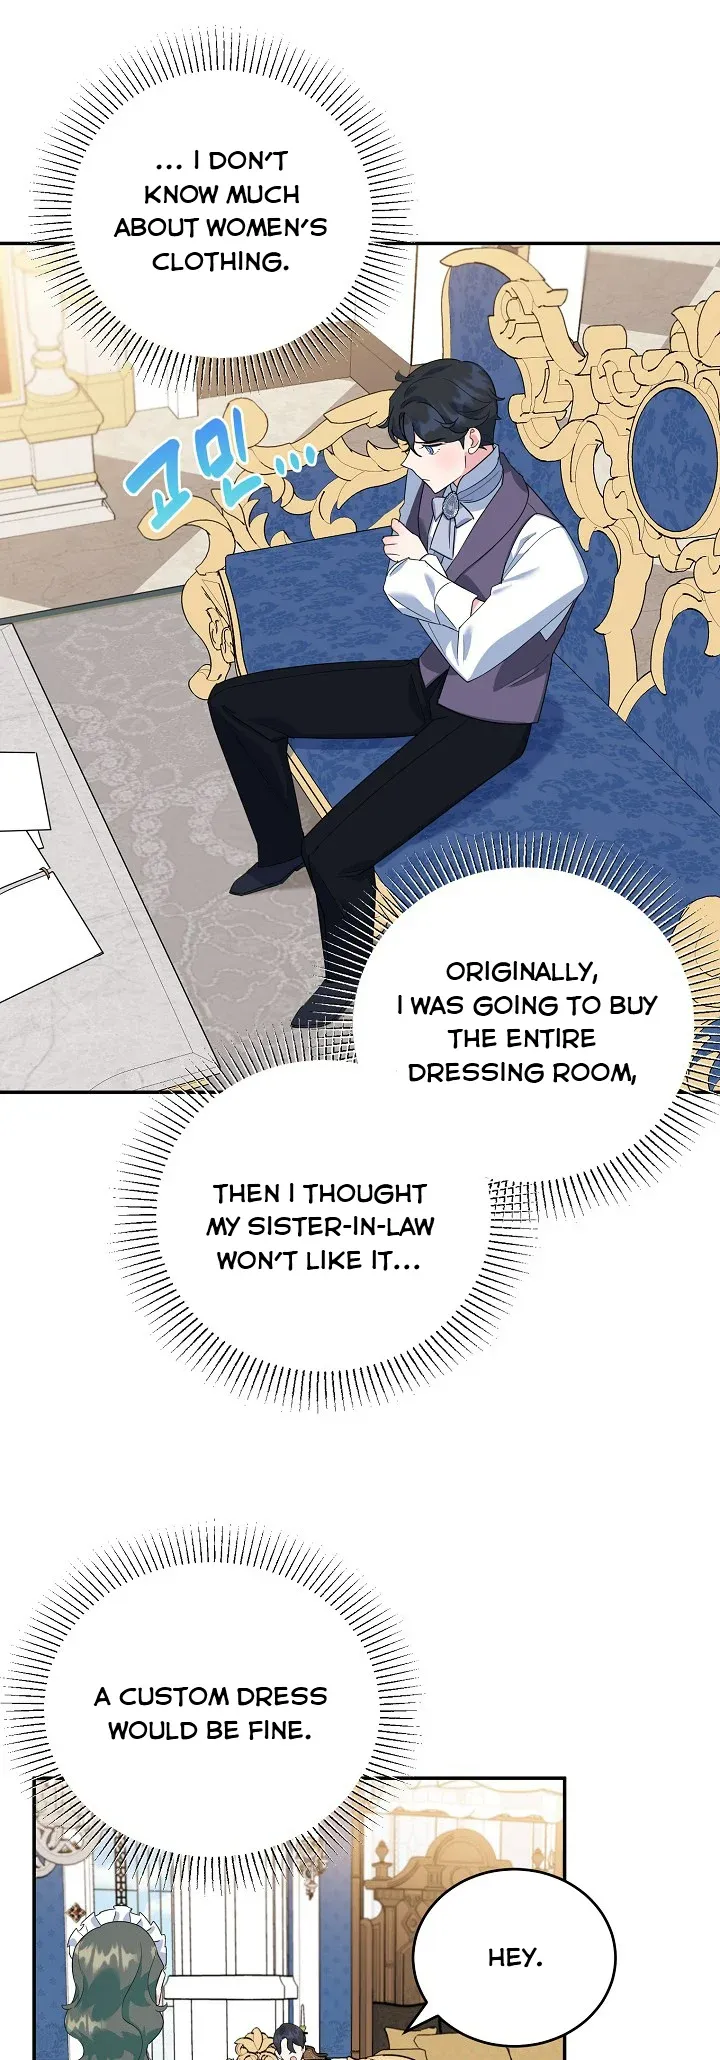 ... I DON'T
KNOW MUCH
ABOUT WOMEN'S
CLOTHING.
고민...
ORIGINALLY,
I WAS GOING TO BUY
THE ENTIRE
DRESSING ROOM,
THEN I THOUGHT
MY SISTER-IN-LAW
WON'T LIKE IT...
A CUSTOM DRESS
WOULD BE FINE.
HEY.